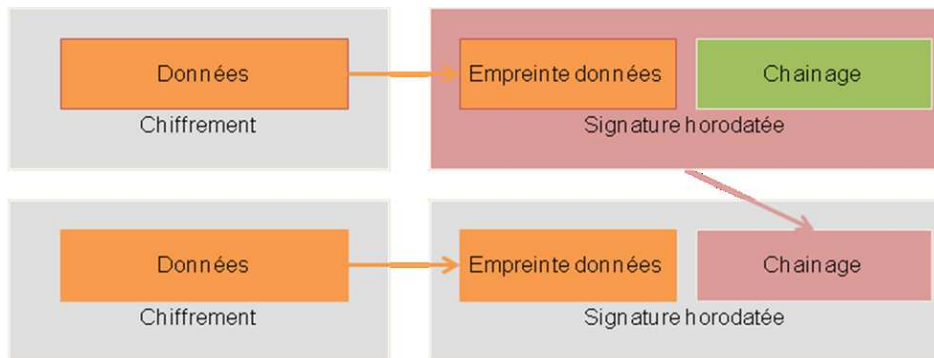 Données
Empreinte données
Chainage
Chiffrement
Signature horodatée
Données
Empreinte données
Chainage
Chiffrement
Signature horodatée